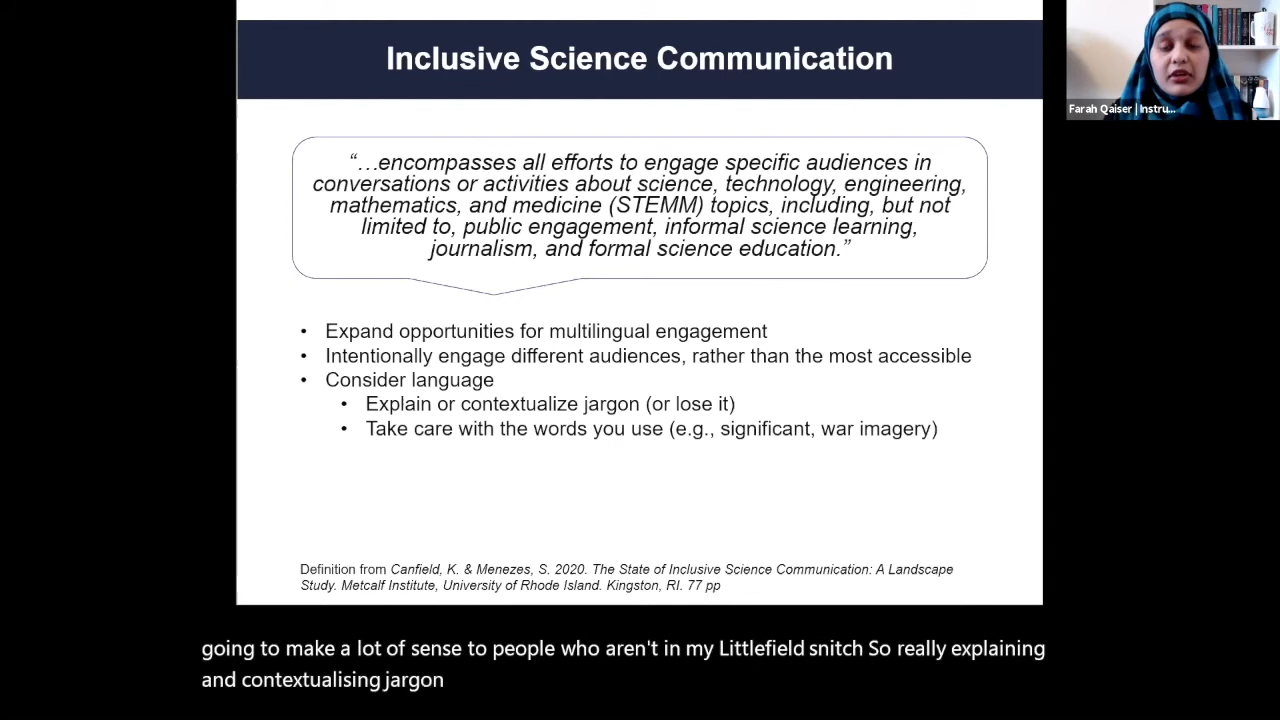 Inclusive Science Communication
Farah Qaiser | Instru...
“…encompasses all efforts to engage specific audiences in
conversations or activities about science, technology, engineering,
mathematics, and medicine (STEMM) topics, including, but not
limited to, public engagement, informal science learning,
journalism, and formal science education.”
• Expand opportunities for multilingual engagement
• Intentionally engage different audiences, rather than the most accessible
• Consider language
• Explain or contextualize jargon (or lose it)
• Take care with the words you use (e.g., significant, war imagery)
Definition from Canfield, K. & Menezes, S. 2020. The State of Inclusive Science Communication: A Landscape
Study. Metcalf Institute, University of Rhode Island. Kingston, RI. 77 pp
going to make a lot of sense to people who aren't in my Littlefield snitch So really explaining
and contextualising jargon